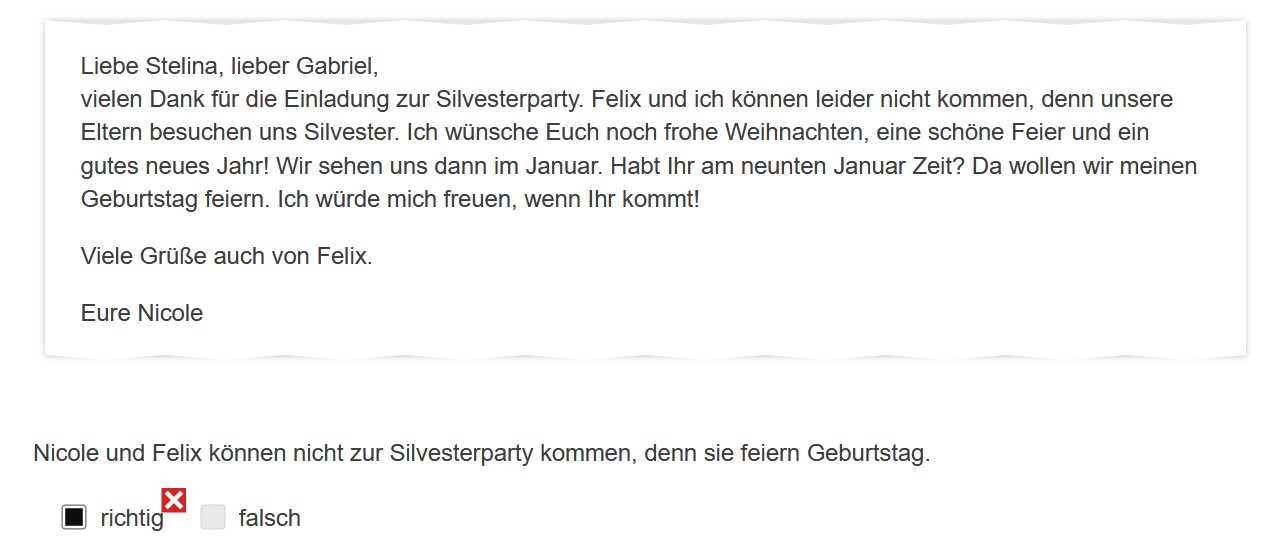 Liebe Stelina, lieber Gabriel,
vielen Dank für die Einladung zur Silvesterparty. Felix und ich können leider nicht kommen, denn unsere
Eltern besuchen uns Silvester. Ich wünsche Euch noch frohe Weihnachten, eine schöne Feier und ein
gutes neues Jahr! Wir sehen uns dann im Januar. Habt Ihr am neunten Januar Zeit? Da wollen wir meinen
Geburtstag feiern. Ich würde mich freuen, wenn Ihr kommt!
Viele Grüße auch von Felix.
Eure Nicole
Nicole und Felix können nicht zur Silvesterparty kommen, denn sie feiern Geburtstag.
richtig falsch